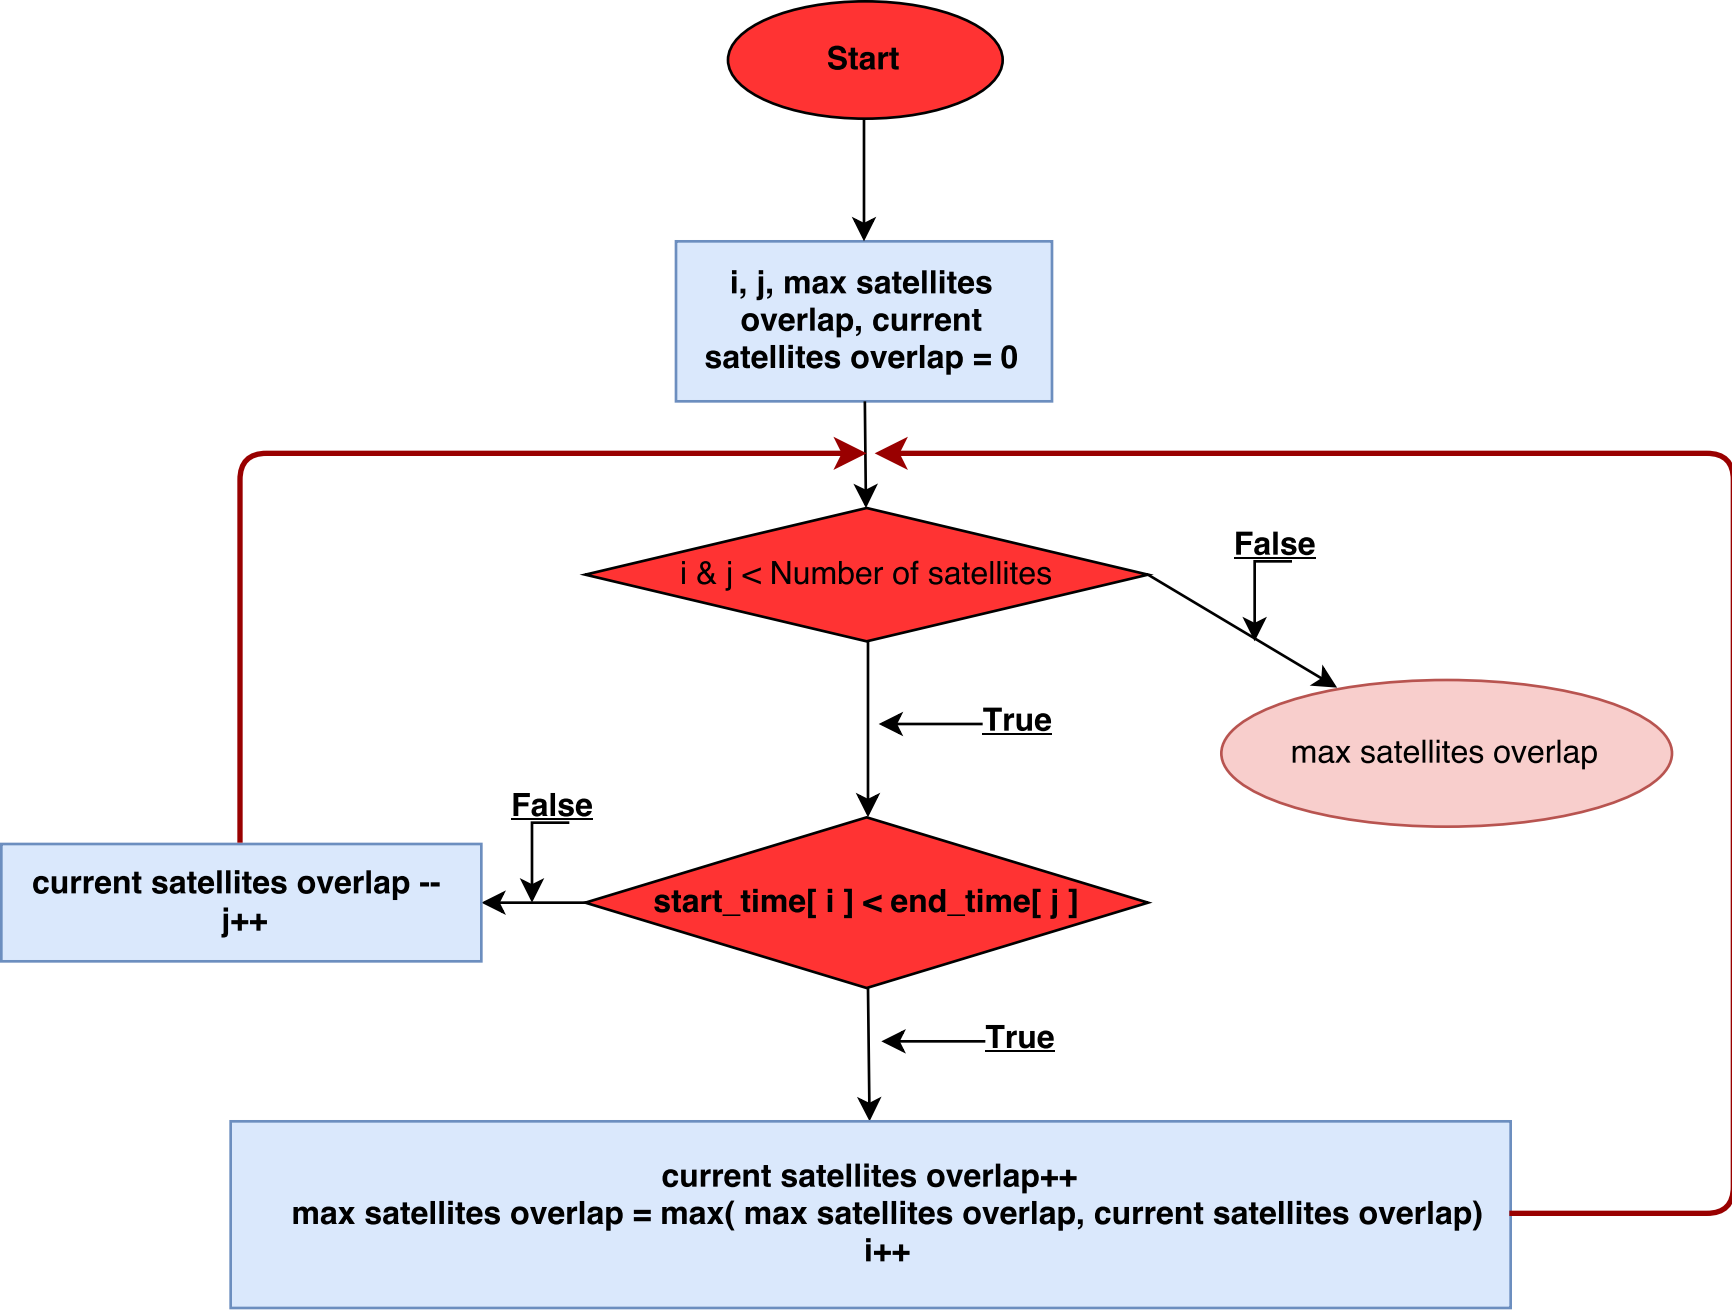 Start
i, j, max satellites
overlap, current
satellites overlap = 0
i & j < Number of satellites
False
True
max satellites overlap
False
start_time[ i ] < end_time[ j ]
current satellites overlap --
j++
True
current satellites overlap++
max satellites overlap = max( max satellites overlap, current satellites overlap)
i++